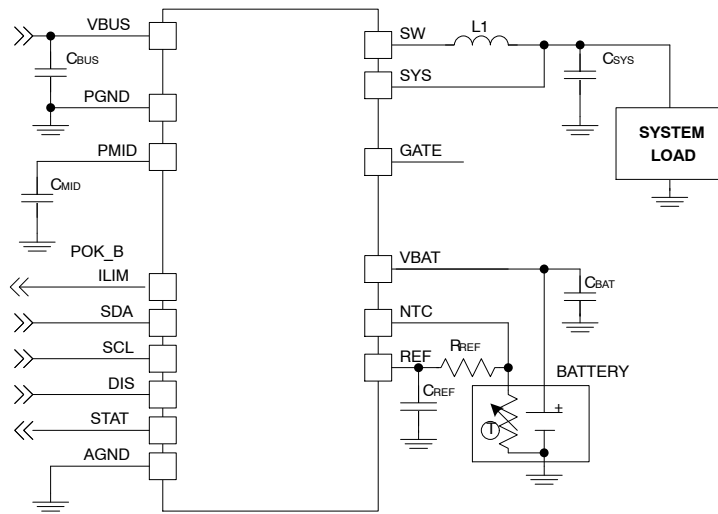 VBUS
CBUS
PGND
PMID
CMID
POK_B
ILIM
SDA
SCL
DIS
STAT
AGND
SW
L1
SYS
CSYS
SYSTEM
LOAD
GATE
VBAT
CBAT
NTC
REF
RREF
CREF
BATTERY
T
+